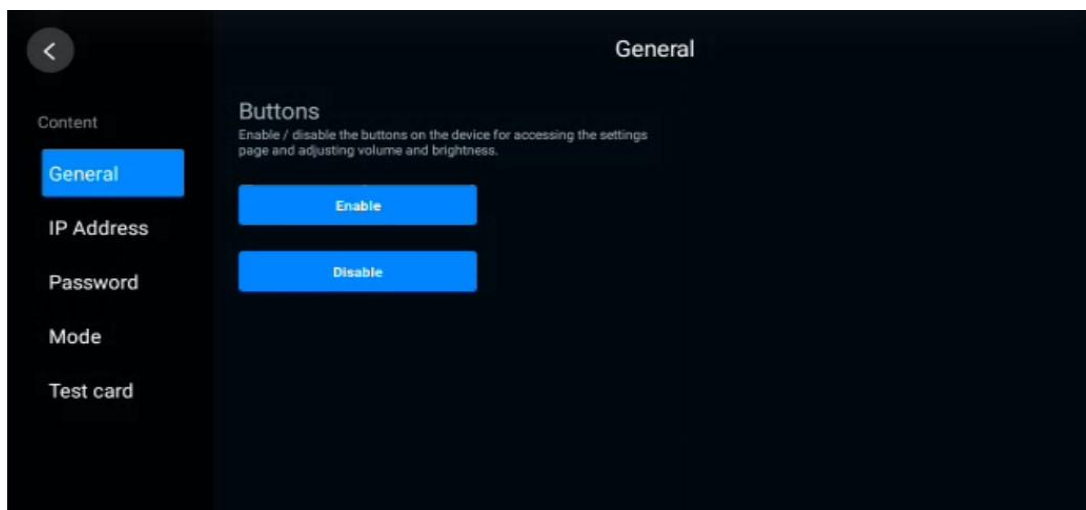 General
Content
General
IP Address
Password
Mode
Test card
Buttons
Enable / disable the buttons on the device for accessing the settings
page and adjusting volume and brightness.
Enable
Disable